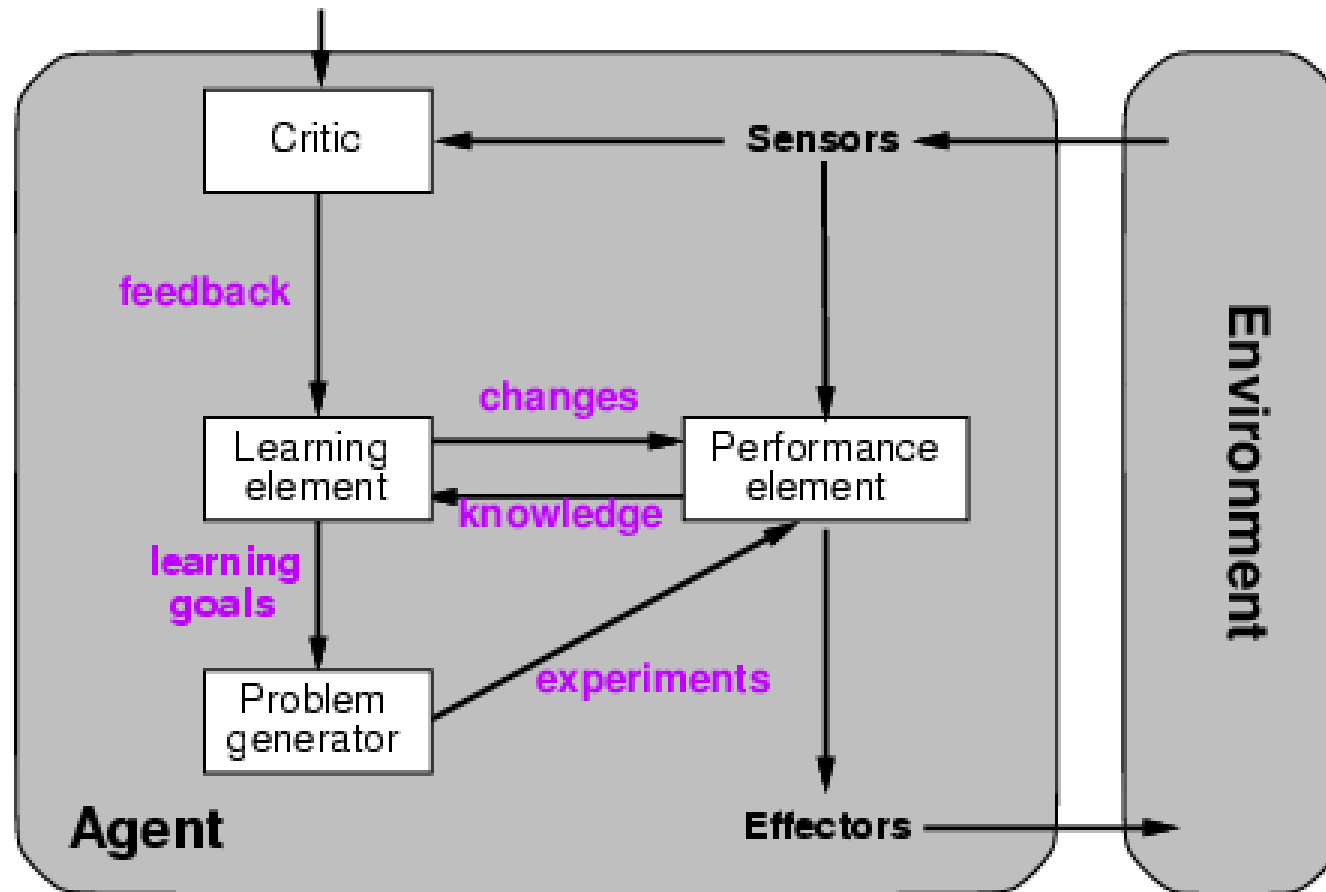 Critic
Sensors
feedback
changes
Learning
element
Performance
element
knowledge
learning
goals
experiments
Problem
generator
Agent
Effectors
Environment